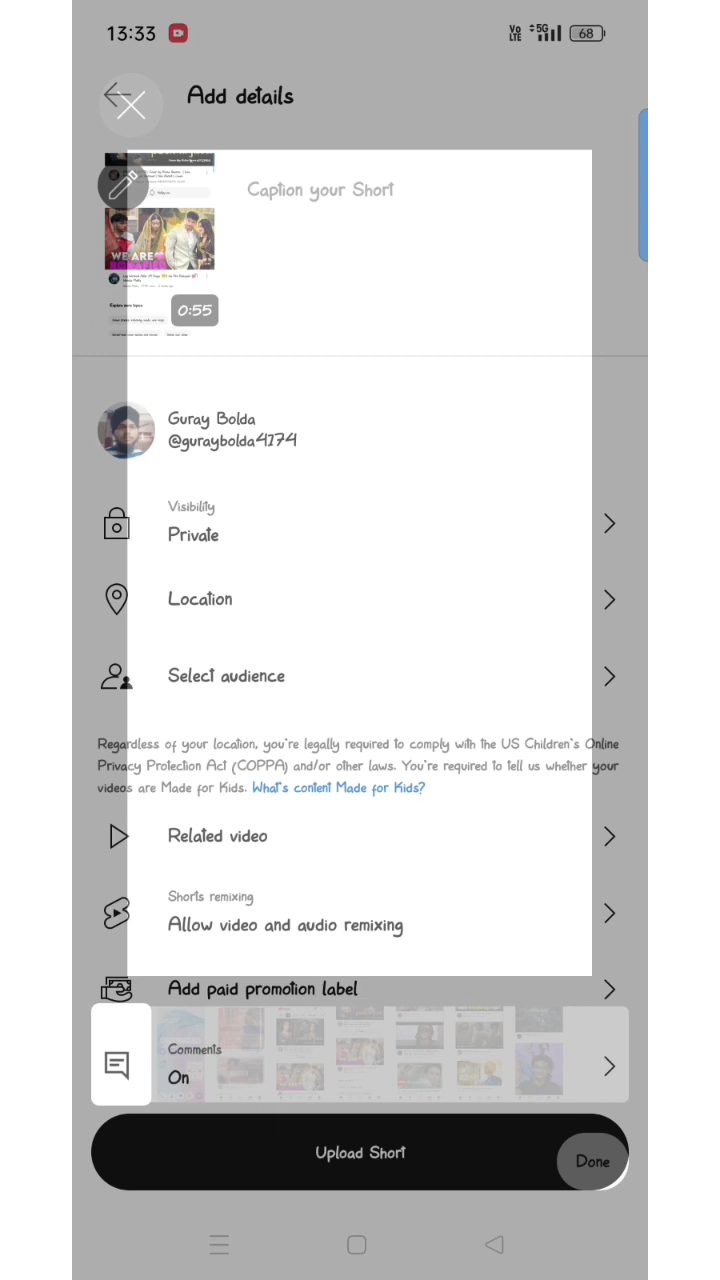 13:33
Vo LTE 5G 68
Add details
Caption your Short
WE ARE
0:55
Guray Bolda
@guraybolda4174
Visibility
Private
Location
Select audience
Regardless of your location, you're legally required to comply with the US Children's Online
Privacy Protection Act (COPPA) and/or other laws. You're required to tell us whether your
videos are Made for Kids. What's content Made for Kids?
Related video
Shorts remixing
Allow video and audio remixing
Add paid promotion label
Comments
On
Upload Short
Done